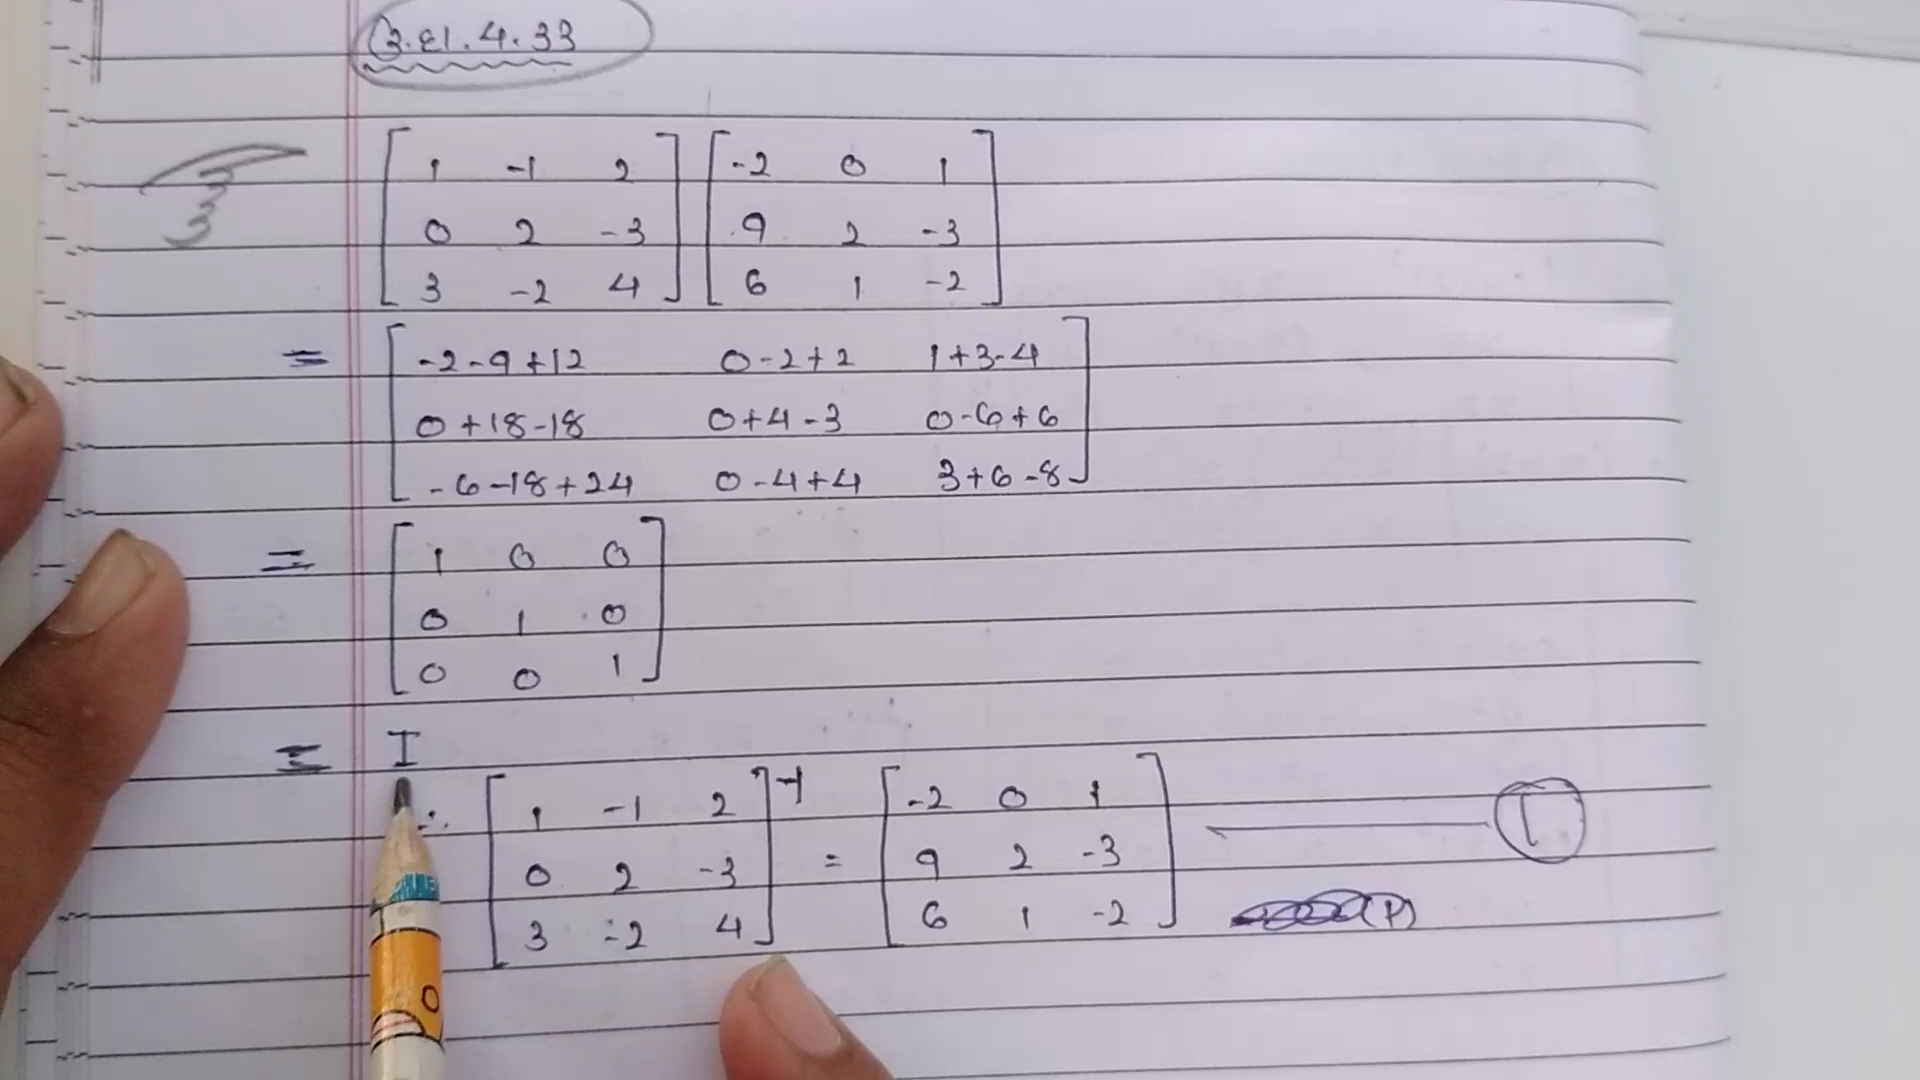 ઉ.દા.4.33
[1 -1 2] [-2 0 1]
[0 2 -3] [9 2 -3]
[3 -2 4] [6 1 -2]
= [-2-9+12 0-2+2 1+3-4]
[0+18-18 0+4-3 0-6+6]
[-6-18+24 0-4+4 3+6-8]
= [1 0 0]
[0 1 0]
[0 0 1]
= I
∴ [1 -1 2]⁻¹ = [-2 0 1]
[0 2 -3] [9 2 -3]
[3 -2 4] [6 1 -2]
(P)